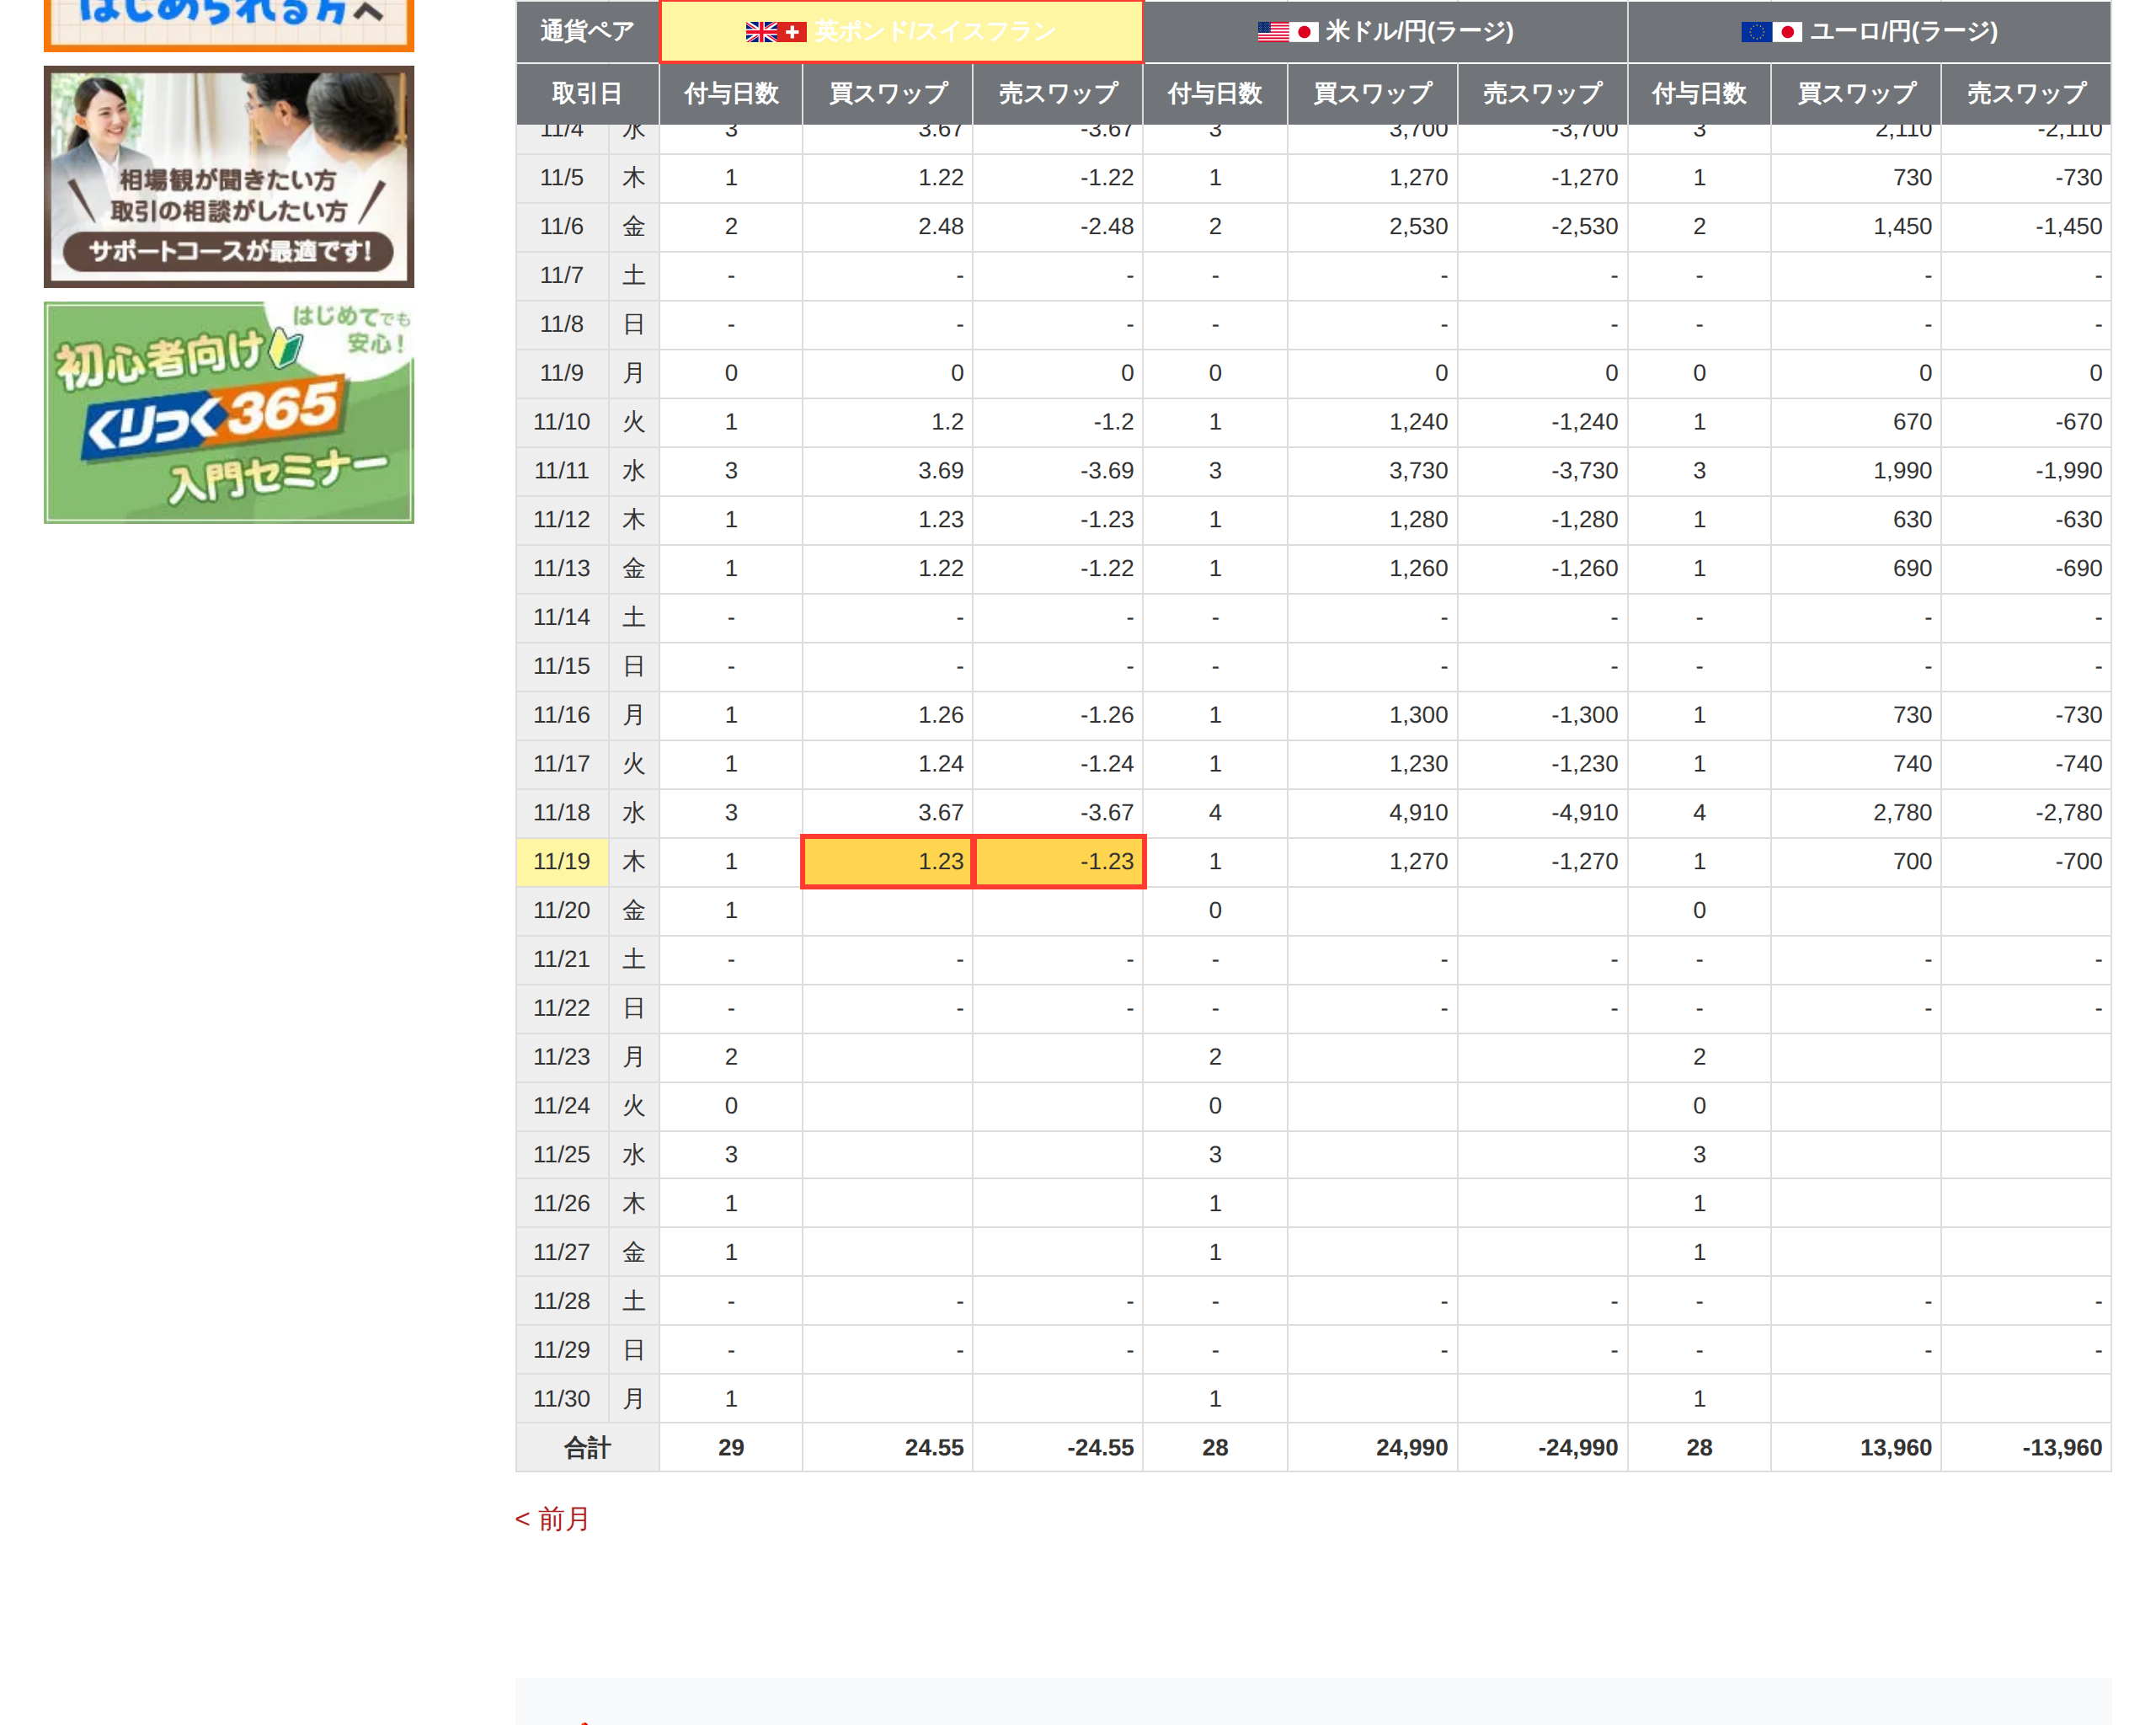 はじめられる方へ
相場観が聞きたい方
取引の相談がしたい方
サポートコースが最適です!
はじめてでも
安心!
初心者向け
くりっく365
入門セミナー
通貨ペア 英ポンド/スイスフラン 米ドル/円(ラージ) ユーロ/円(ラージ)
取引日 付与日数 買スワップ 売スワップ 付与日数 買スワップ 売スワップ 付与日数 買スワップ 売スワップ
11/4 水 3 3.67 -3.67 3 3,700 -3,700 3 2,110 -2,110
11/5 木 1 1.22 -1.22 1 1,270 -1,270 1 730 -730
11/6 金 2 2.48 -2.48 2 2,530 -2,530 2 1,450 -1,450
11/7 土 - - - - - - - - -
11/8 日 - - - - - - - - -
11/9 月 0 0 0 0 0 0 0 0 0
11/10 火 1 1.2 -1.2 1 1,240 -1,240 1 670 -670
11/11 水 3 3.69 -3.69 3 3,730 -3,730 3 1,990 -1,990
11/12 木 1 1.23 -1.23 1 1,280 -1,280 1 630 -630
11/13 金 1 1.22 -1.22 1 1,260 -1,260 1 690 -690
11/14 土 - - - - - - - - -
11/15 日 - - - - - - - - -
11/16 月 1 1.26 -1.26 1 1,300 -1,300 1 730 -730
11/17 火 1 1.24 -1.24 1 1,230 -1,230 1 740 -740
11/18 水 3 3.67 -3.67 4 4,910 -4,910 4 2,780 -2,780
11/19 木 1 1.23 -1.23 1 1,270 -1,270 1 700 -700
11/20 金 1 0 0
11/21 土 - - - - - - - - -
11/22 日 - - - - - - - - -
11/23 月 2 2 2
11/24 火 0 0 0
11/25 水 3 3 3
11/26 木 1 1 1
11/27 金 1 1 1
11/28 土 - - - - - - - - -
11/29 日 - - - - - - - - -
11/30 月 1 1 1
合計 29 24.55 -24.55 28 24,990 -24,990 28 13,960 -13,960
< 前月